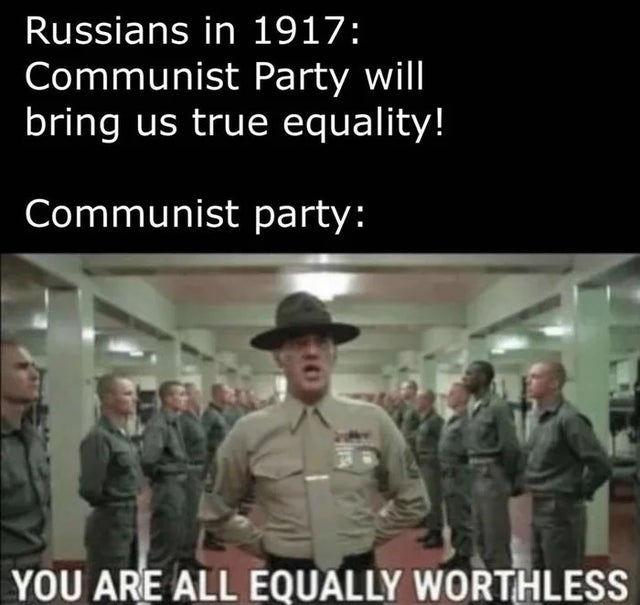 Russians in 1917:
Communist Party will
bring us true equality!
Communist party:
YOU ARE ALL EQUALLY WORTHLESS